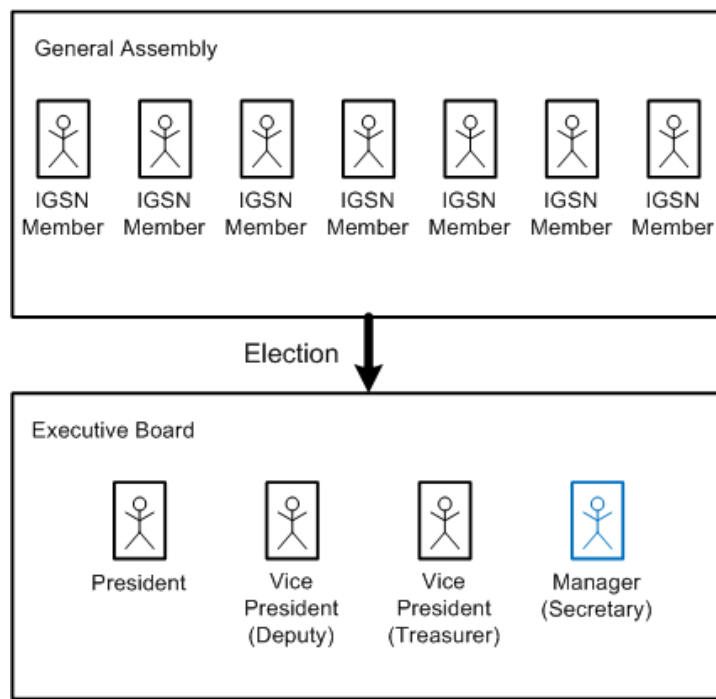 General Assembly
IGSN IGSN IGSN IGSN IGSN IGSN IGSN
Member Member Member Member Member Member Member
Election
Executive Board
President Vice Vice Manager
President President (Secretary)
(Deputy) (Treasurer)